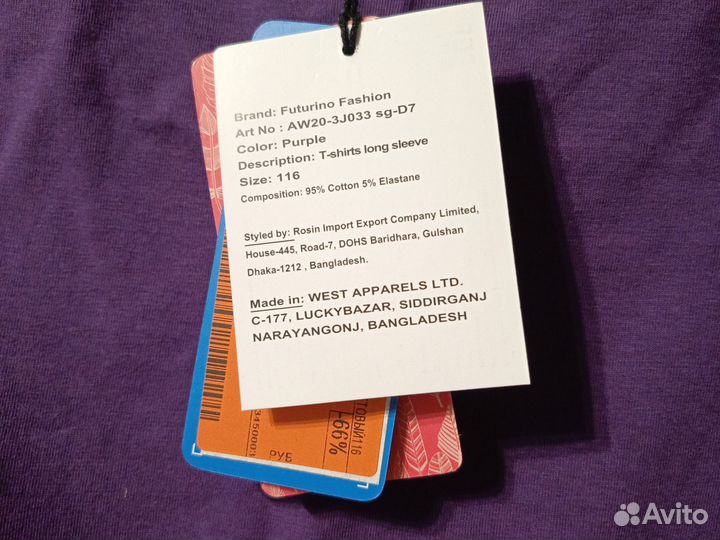 Brand: Futurino Fashion
Art No : AW20-3J033 sg-D7
Color: Purple
Description: T-shirts long sleeve
Size: 116
Composition: 95% Cotton 5% Elastane
Styled by: Rosin Import Export Company Limited,
House-445, Road-7, DOHS Baridhara, Gulshan
Dhaka-1212 , Bangladesh.
Made in: WEST APPARELS LTD.
C-177, LUCKYBAZAR, SIDDIRGANJ
NARAYANGONJ, BANGLADESH
ТОВЫЙ116
-66%
РУБ
Avito